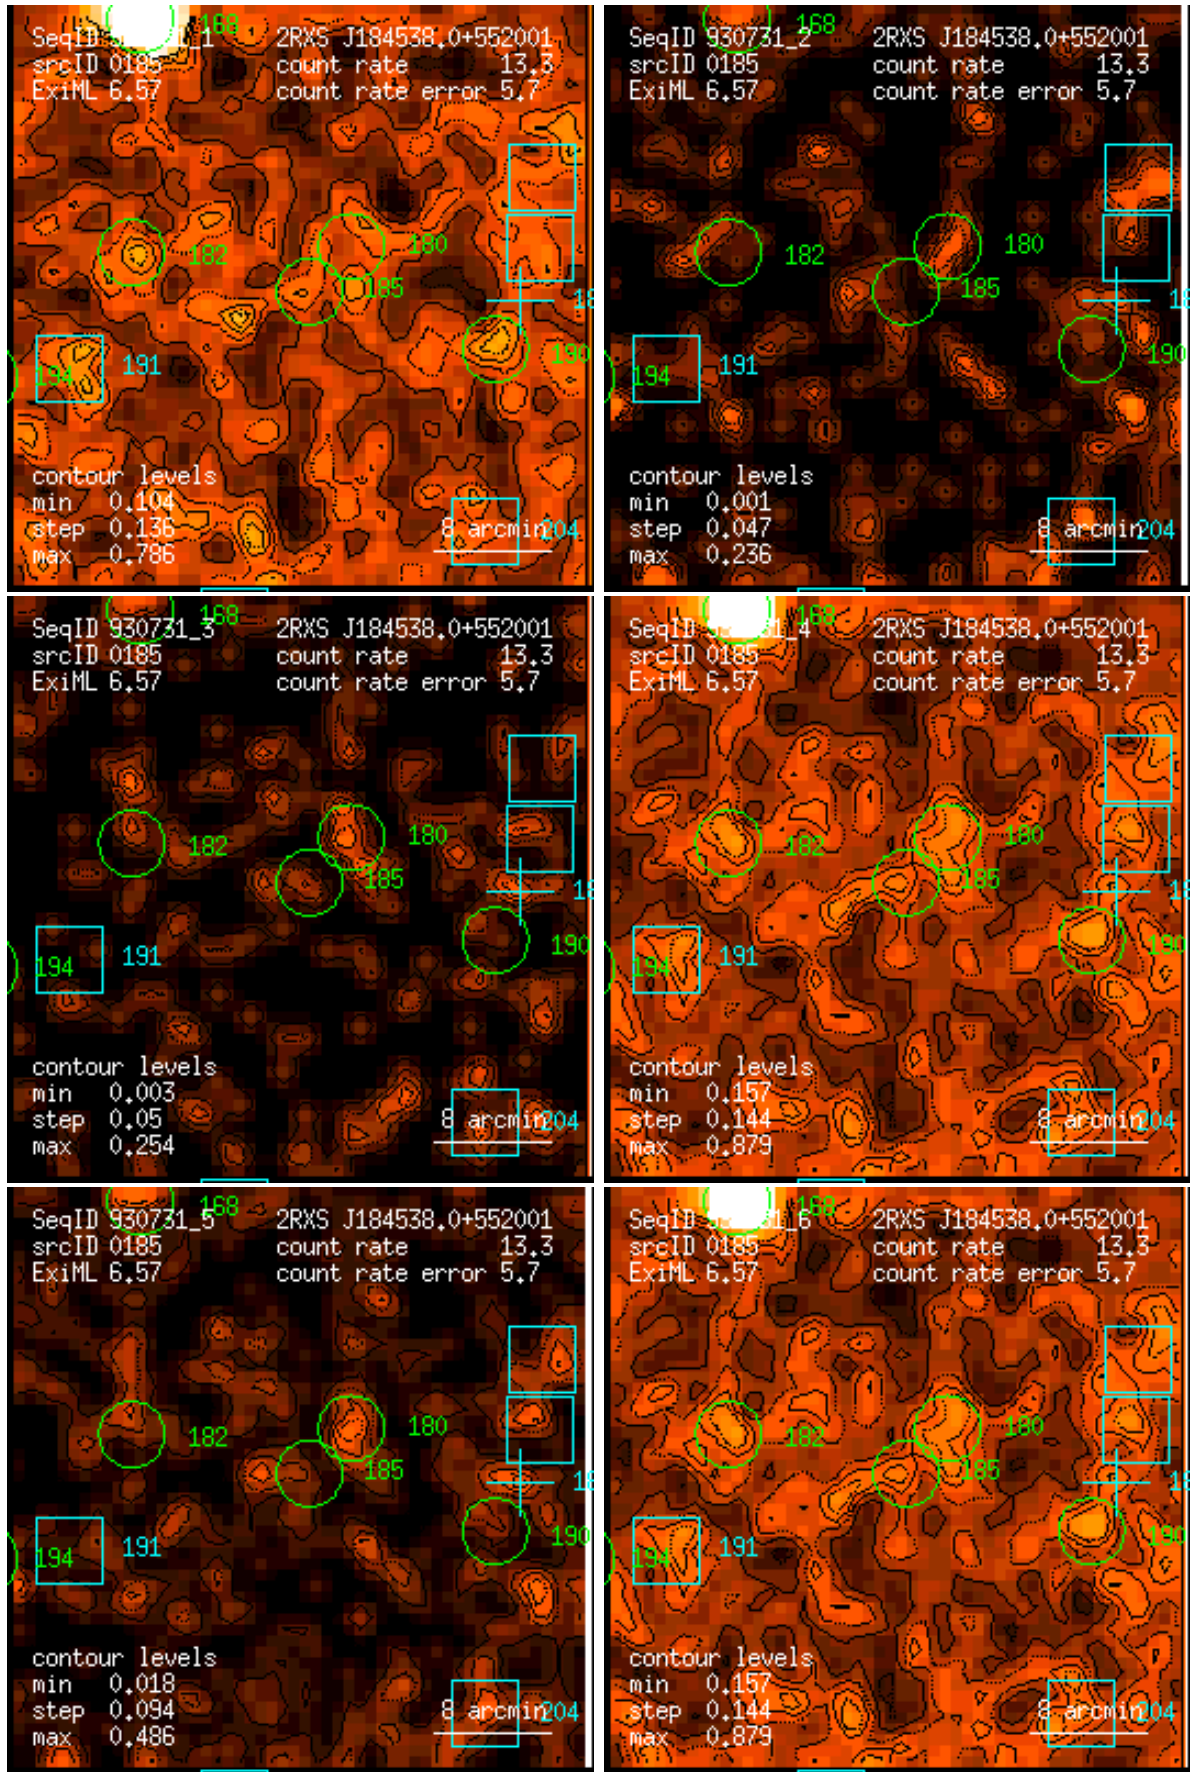 168
SeqID 930731_1 2RXS J184538.0+552001
srcID 0185 count rate 13.3
ExiML 6.57 count rate error 5.7
182 180
185
18
191 190
194
contour levels
min 0.104
step 0.136 8 arcmin 204
max 0.786
168
SeqID 930731_2 2RXS J184538.0+552001
srcID 0185 count rate 13.3
ExiML 6.57 count rate error 5.7
182 180
185
18
191 190
194
contour levels
min 0.001
step 0.047 8 arcmin 204
max 0.236
168
SeqID 930731_3 2RXS J184538.0+552001
srcID 0185 count rate 13.3
ExiML 6.57 count rate error 5.7
182 180
185
18
191 190
194
contour levels
min 0.003
step 0.05 8 arcmin 204
max 0.254
168
SeqID 31_4 2RXS J184538.0+552001
srcID 0185 count rate 13.3
ExiML 6.57 count rate error 5.7
182 180
185
18
191 190
194
contour levels
min 0.157
step 0.144 8 arcmin 204
max 0.879
168
SeqID 930731_5 2RXS J184538.0+552001
srcID 0185 count rate 13.3
ExiML 6.57 count rate error 5.7
182 180
185
18
191 190
194
contour levels
min 0.018
step 0.094 8 arcmin 204
max 0.486
168
SeqID 31_6 2RXS J184538.0+552001
srcID 0185 count rate 13.3
ExiML 6.57 count rate error 5.7
182 180
185
18
191 190
194
contour levels
min 0.157
step 0.144 8 arcmin 204
max 0.879